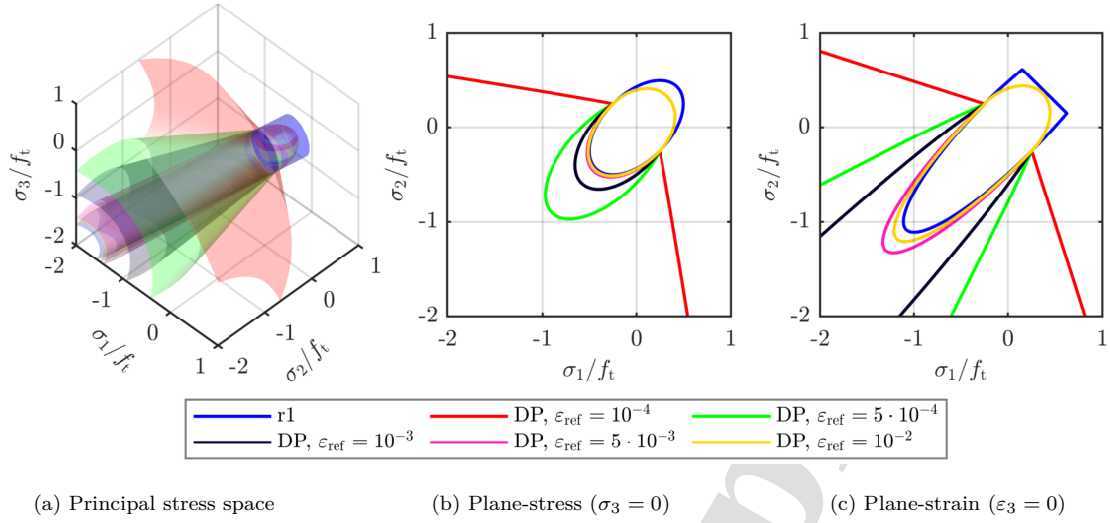 1
0
-1
-2
σ3/ft
-2
-1
0
1
σ1/ft
-2
-1
0
1
σ2/ft
1
0
-1
-2
σ2/ft
-2
-1
0
1
σ1/ft
1
0
-1
-2
σ2/ft
-2
-1
0
1
σ1/ft
r1 DP, εref = 10⁻⁴ DP, εref = 5 · 10⁻⁴
DP, εref = 10⁻³ DP, εref = 5 · 10⁻³ DP, εref = 10⁻²
(a) Principal stress space (b) Plane-stress (σ3 = 0) (c) Plane-strain (ε3 = 0)